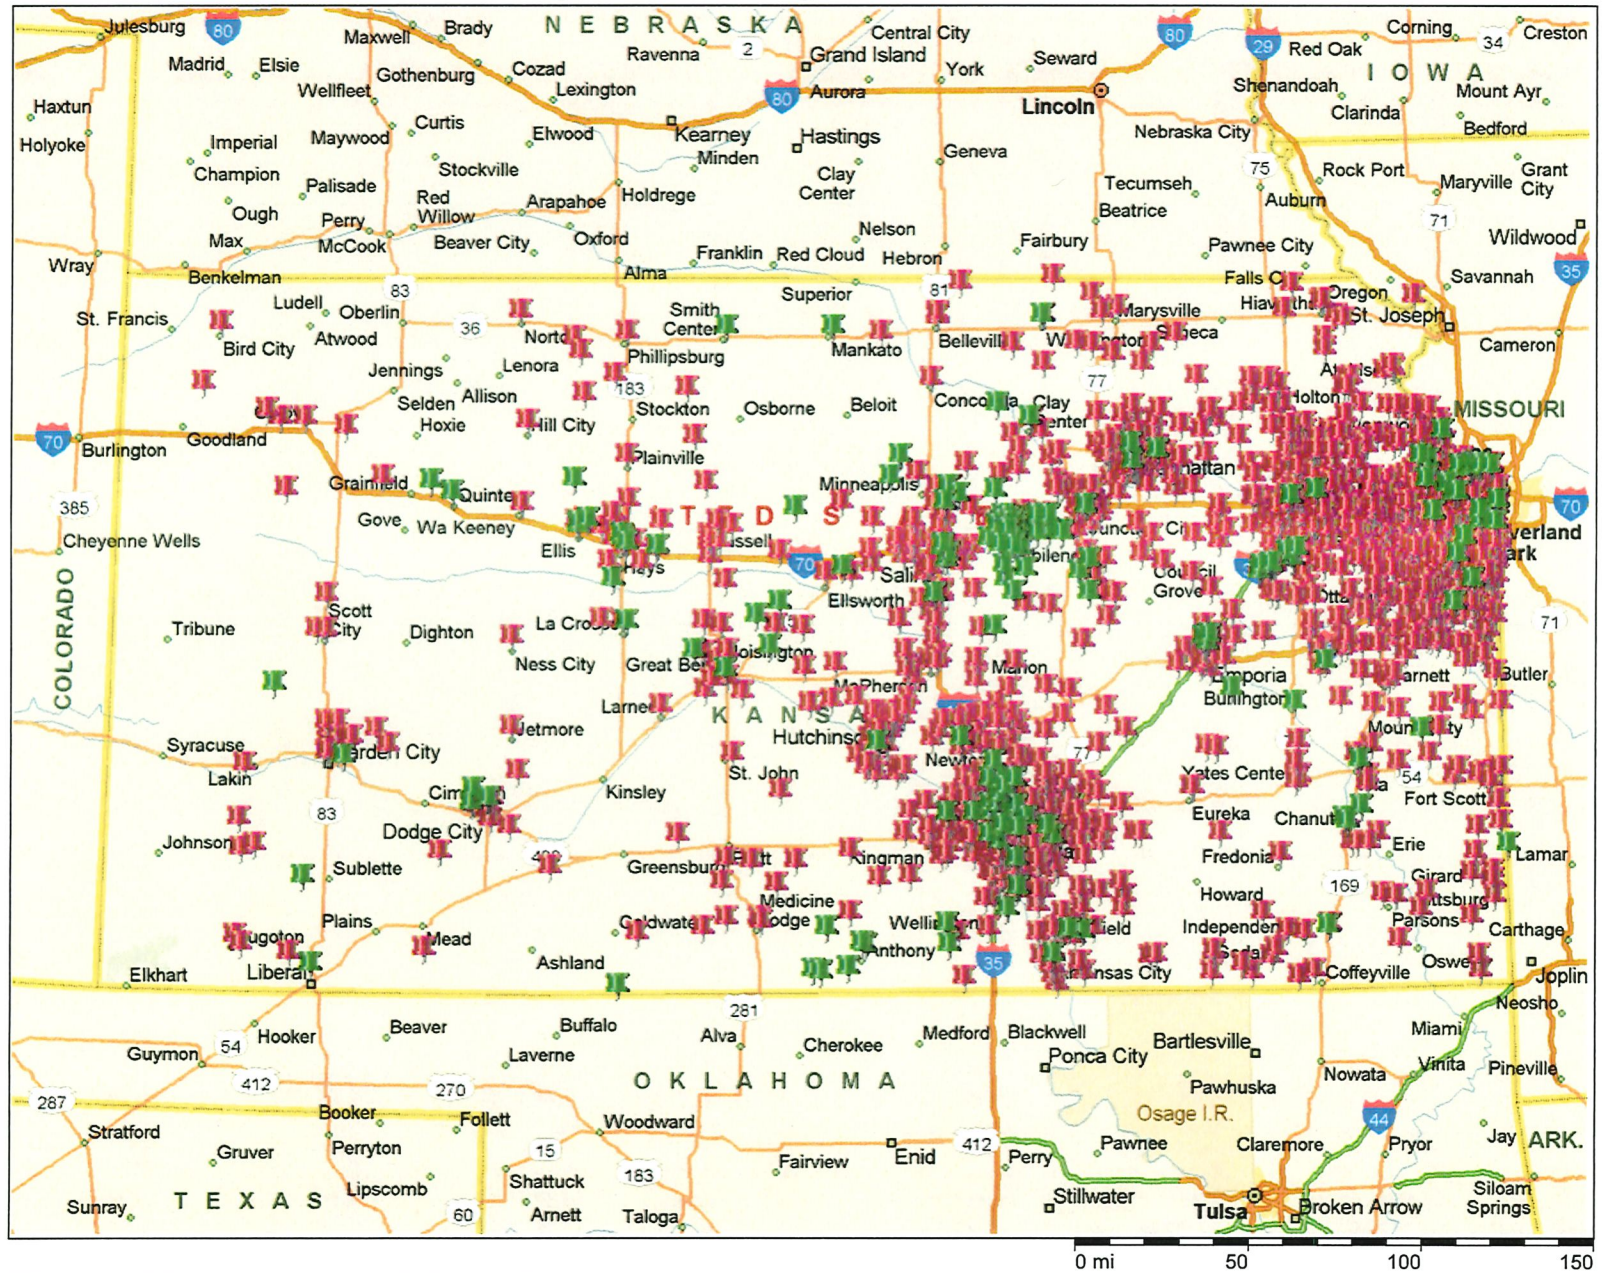 Julesburg
80
Maxwell
Brady
NEBRASKA
Ravenna
2
Central City
Grand Island
Seward
80
29
Red Oak
Corning
34
Creston
IOWA
Madrid
Elsie
Gothenburg
Cozad
Lexington
York
80
Aurora
Lincoln
Shenandoah
Clarinda
Mount Ayr
Bedford
Haxtun
Holyoke
Wellfleet
Imperial
Maywood
Curtis
Elwood
Kearney
Hastings
Minden
Nebraska City
Champion
Stockville
Clay
Center
Geneva
75
Rock Port
Grant
City
Palisade
Red
Willow
Arapahoe
Holdrege
Tecumseh
Beatrice
Auburn
Maryville
71
Ough
Perry
McCook
Max
Beaver City
Oxford
Nelson
Franklin
Red Cloud
Hebron
Fairbury
Pawnee City
Wildwood
Wray
Benkelman
Alma
Savannah
35
83
81
Superior
Oregon
Ludell
Oberlin
36
Smith
Center
Marysville
St. Joseph
St. Francis
Atwood
Bird City
Phillipsburg
Mankato
Cameron
Jennings
Lenora
183
77
Allison
Selden
Hoxie
Stockton
Osborne
Beloit
Clay
Holton
MISSOURI
70
Burlington
Goodland
Hill City
Plainville
Minneapolis
385
Gove
Wa Keeney
T D S
70
Cheyenne Wells
Ellis
Hays
70
Ellsworth
Council
Grove
COLORADO
Scott
City
Tribune
Dighton
Ness City
71
Marion
Emporia
Burlington
Butler
Jetmore
KANSA
Syracuse
Lakin
St. John
77
54
Fort Scott
Kinsley
Eureka
83
Dodge City
Johnson
Sublette
Greensburg
Kingman
Fredonia
Erie
Lamar
Howard
169
Girard
Medicine
Plains
Mead
Anthony
Parsons
Carthage
Ashland
Elkhart
Liberal
35
Coffeyville
Joplin
281
Neosho
Hooker
Beaver
Buffalo
Alva
Cherokee
Medford
Blackwell
Miami
54
Guymon
Laverne
Ponca City
Bartlesville
Nowata
Vinita
Pineville
412
270
OKLAHOMA
Pawhuska
Osage I.R.
287
Booker
Follett
Woodward
44
Stratford
Perryton
15
412
Pawnee
Claremore
Pryor
Jay
ARK.
Gruver
Fairview
Enid
Perry
183
Lipscomb
Shattuck
TEXAS
Sunray
60
Arnett
Taloga
Stillwater
Tulsa
Broken Arrow
Siloam
Springs
0 mi
50
100
150